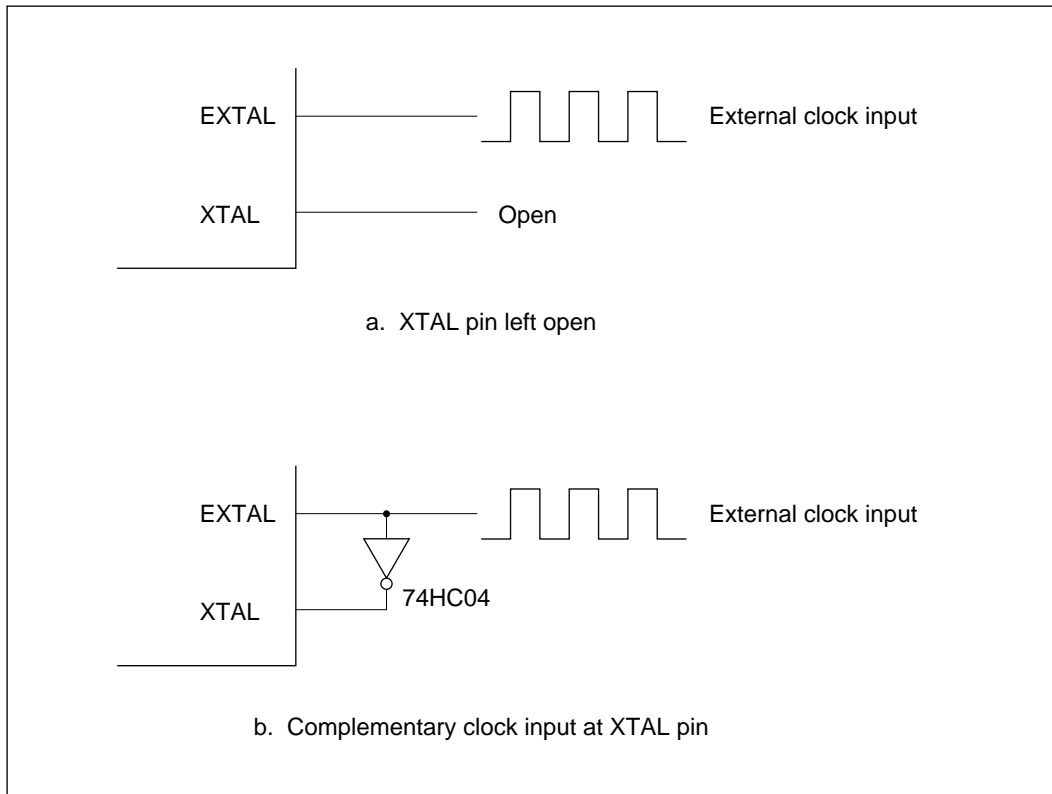 EXTAL
External clock input
XTAL
Open
a. XTAL pin left open
EXTAL
External clock input
74HC04
XTAL
b. Complementary clock input at XTAL pin